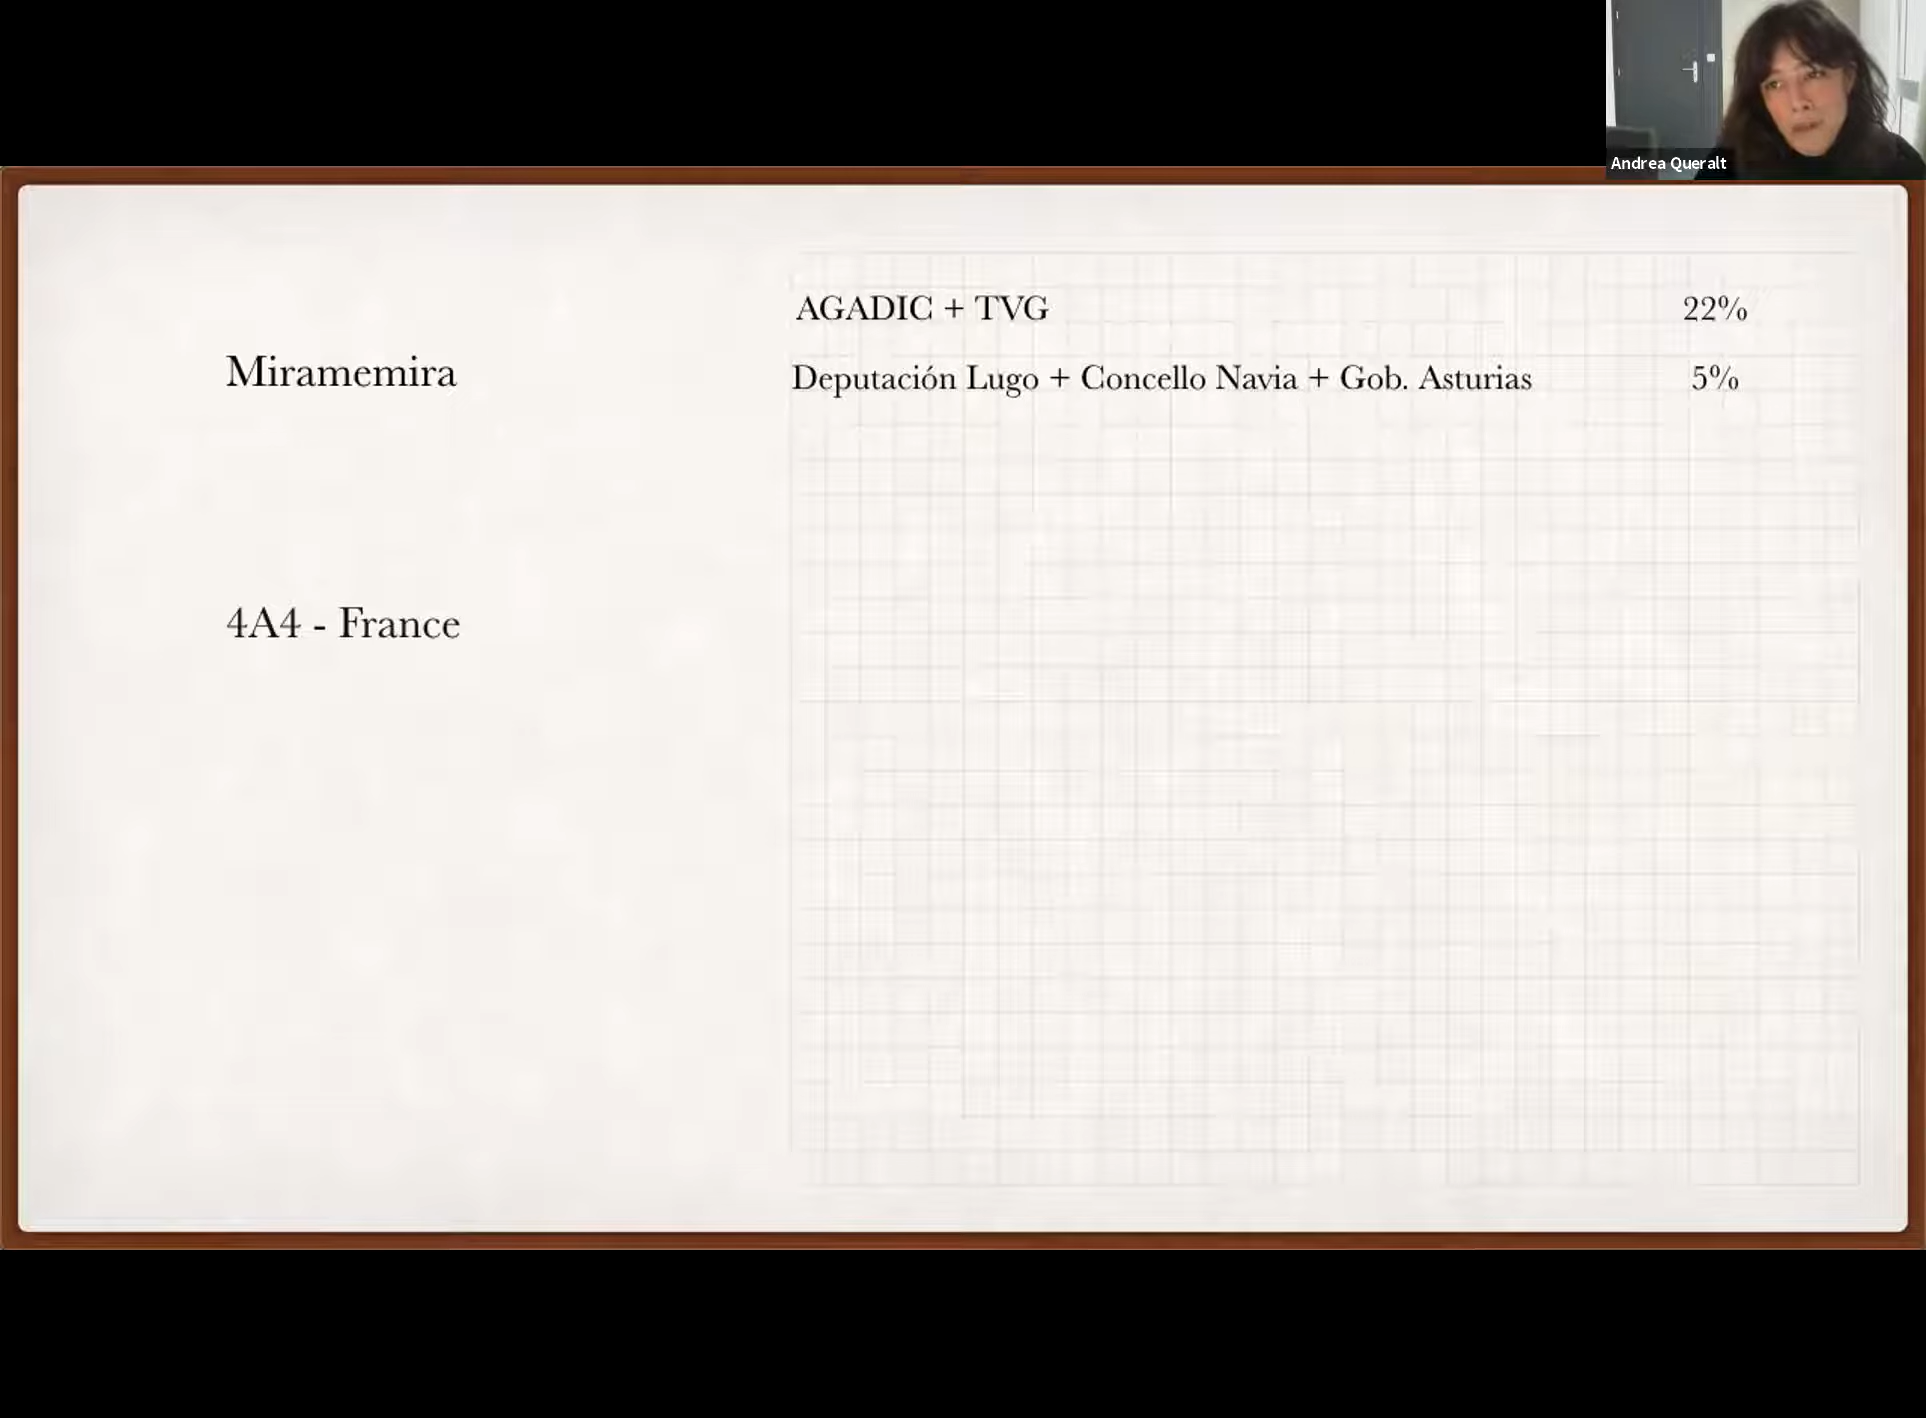 Andrea Queralt
AGADIC + TVG 22%
Miramemira
Deputación Lugo + Concello Navia + Gob. Asturias 5%
4A4 - France